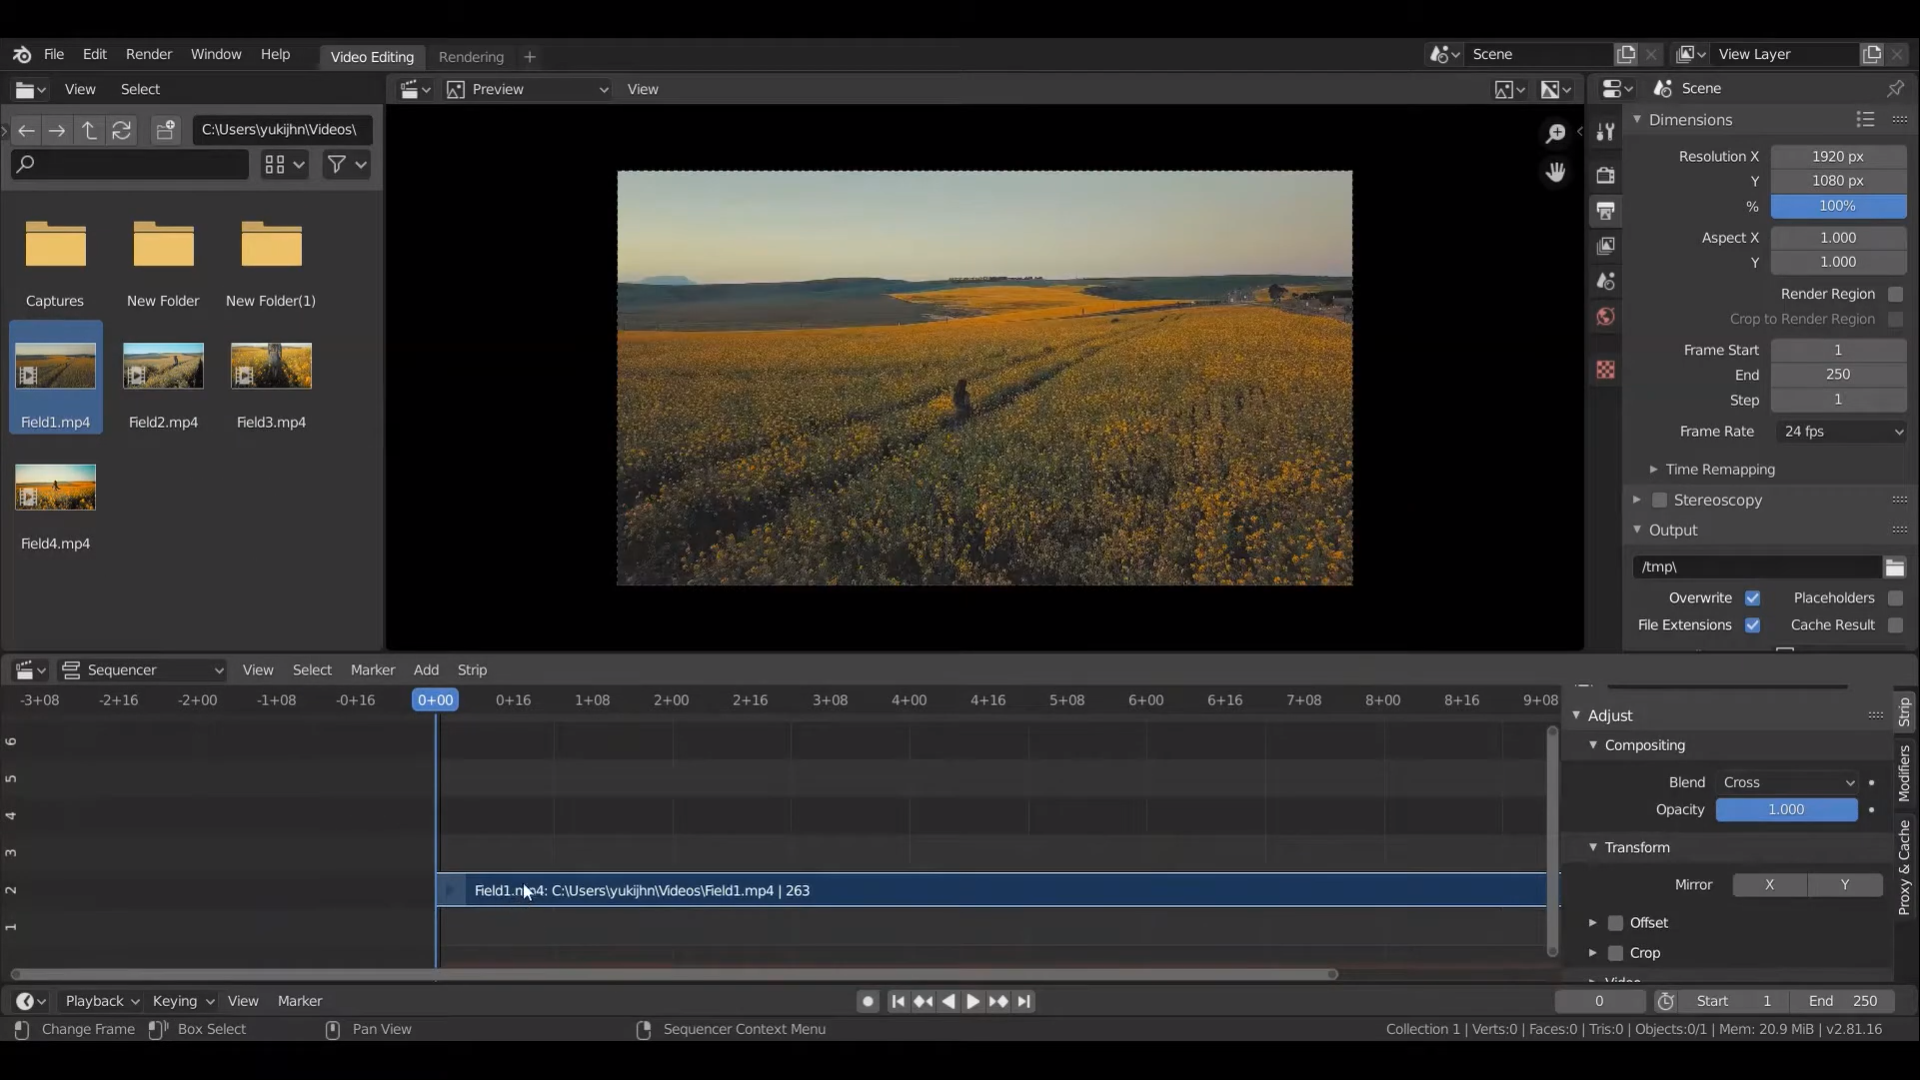 File Edit Render Window Help Video Editing Rendering + Scene View Layer
View Select Preview View Scene
C:\Users\yukijhn\Videos\
Dimensions
Resolution X 1920 px
Y 1080 px
% 100%
Aspect X 1.000
Y 1.000
Render Region
Crop to Render Region
Frame Start 1
End 250
Step 1
Frame Rate 24 fps
Time Remapping
Stereoscopy
Output
/tmp\
Overwrite Placeholders
File Extensions Cache Result
Captures New Folder New Folder(1)
Field1.mp4 Field2.mp4 Field3.mp4
Field4.mp4
Sequencer View Select Marker Add Strip
-3+08 -2+16 -2+00 -1+08 -0+16 0+00 0+16 1+08 2+00 2+16 3+08 4+00 4+16 5+08 6+00 6+16 7+08 8+00 8+16 9+08
6
5
4
3
2 Field1.mp4: C:\Users\yukijhn\Videos\Field1.mp4 | 263
1
Adjust
Compositing
Blend Cross
Opacity 1.000
Transform
Mirror X Y
Offset
Crop
Strip
Modifiers
Proxy & Cache
Playback Keying View Marker 0 Start 1 End 250
Change Frame Box Select Pan View Sequencer Context Menu Collection 1 | Verts:0 | Faces:0 | Tris:0 | Objects:0/1 | Mem: 20.9 MiB | v2.81.16